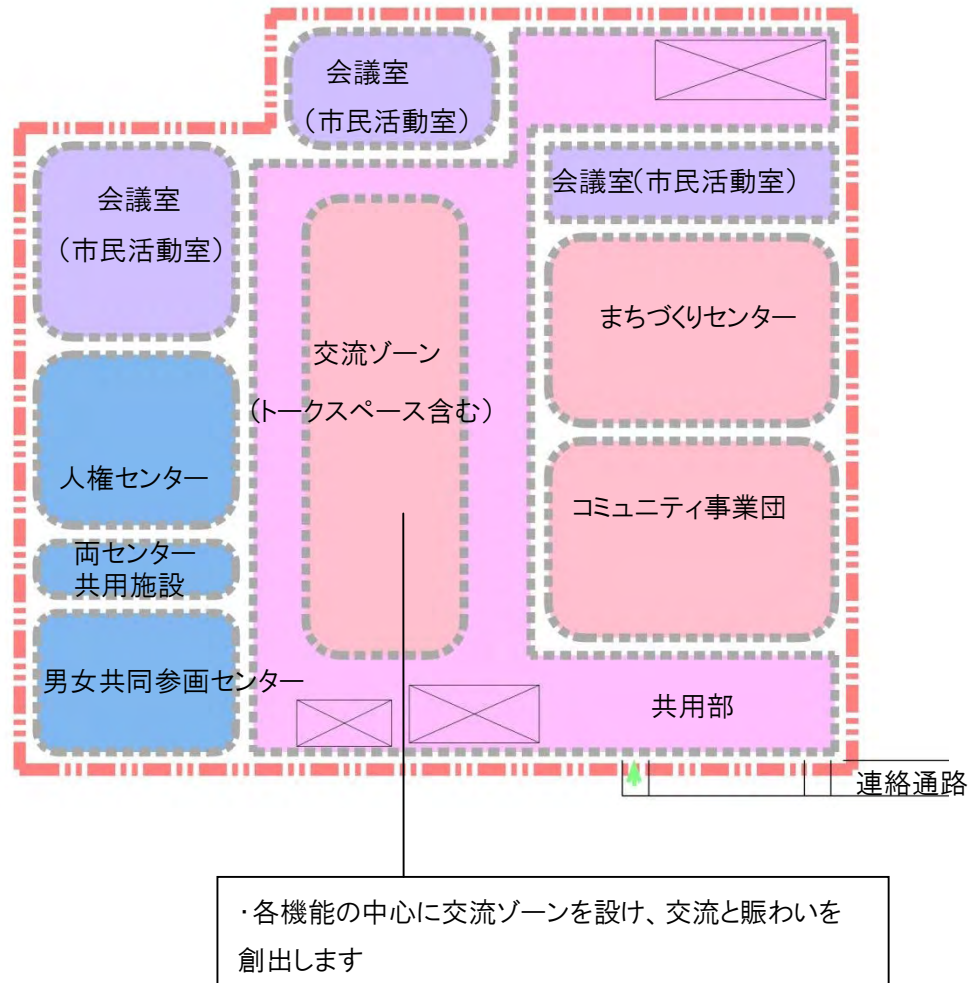 会議室
（市民活動室）
会議室
（市民活動室）
会議室（市民活動室）
まちづくりセンター
交流ゾーン
（トークスペース含む）
人権センター
コミュニティ事業団
両センター
共用施設
男女共同参画センター
共用部
連絡通路
・各機能の中心に交流ゾーンを設け、交流と賑わいを
創出します